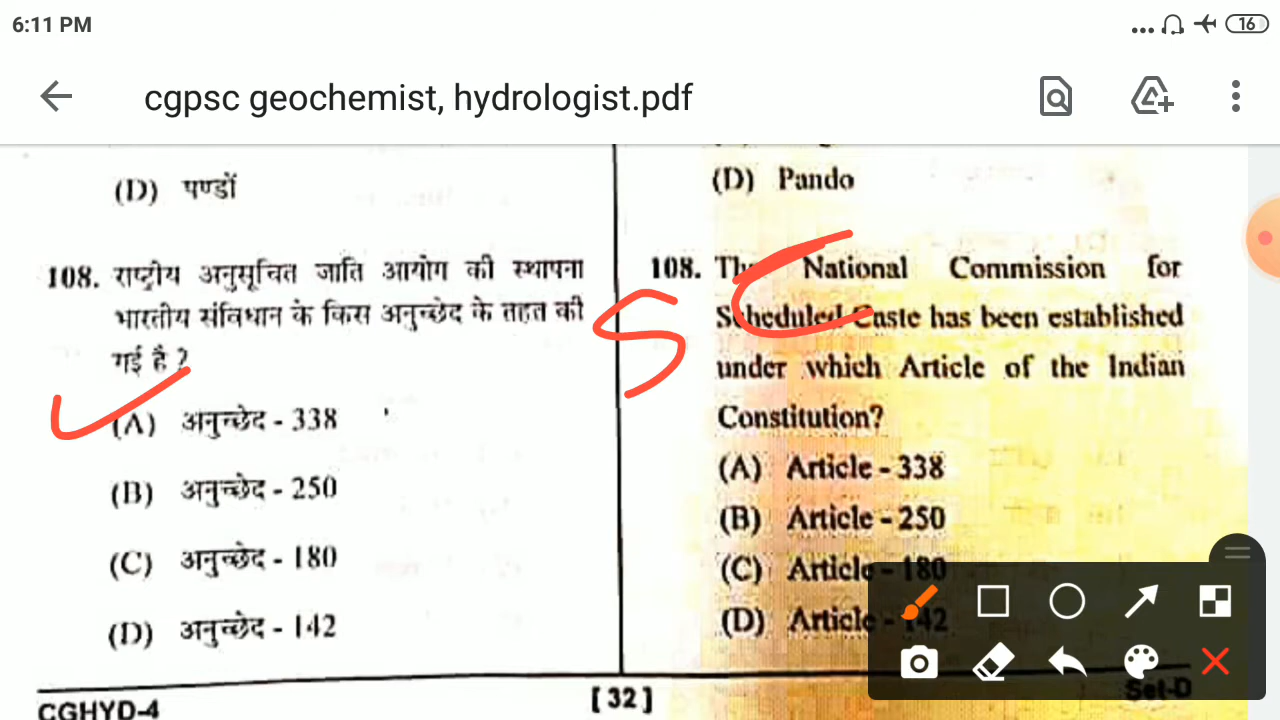 6:11 PM
16
cgpsc geochemist, hydrologist.pdf
(D) पण्डों
108. राष्ट्रीय अनुसूचित जाति आयोग की स्थापना
भारतीय संविधान के किस अनुच्छेद के तहत की
गई है ?
(A) अनुच्छेद - 338
(B) अनुच्छेद - 250
(C) अनुच्छेद - 180
(D) अनुच्छेद - 142
(D) Pando
108. The National Commission for
Scheduled Caste has been established
under which Article of the Indian
Constitution?
(A) Article - 338
(B) Article - 250
(C) Article - 180
(D) Article - 142
SC
CGHYD-4
[ 32 ]
Set-D